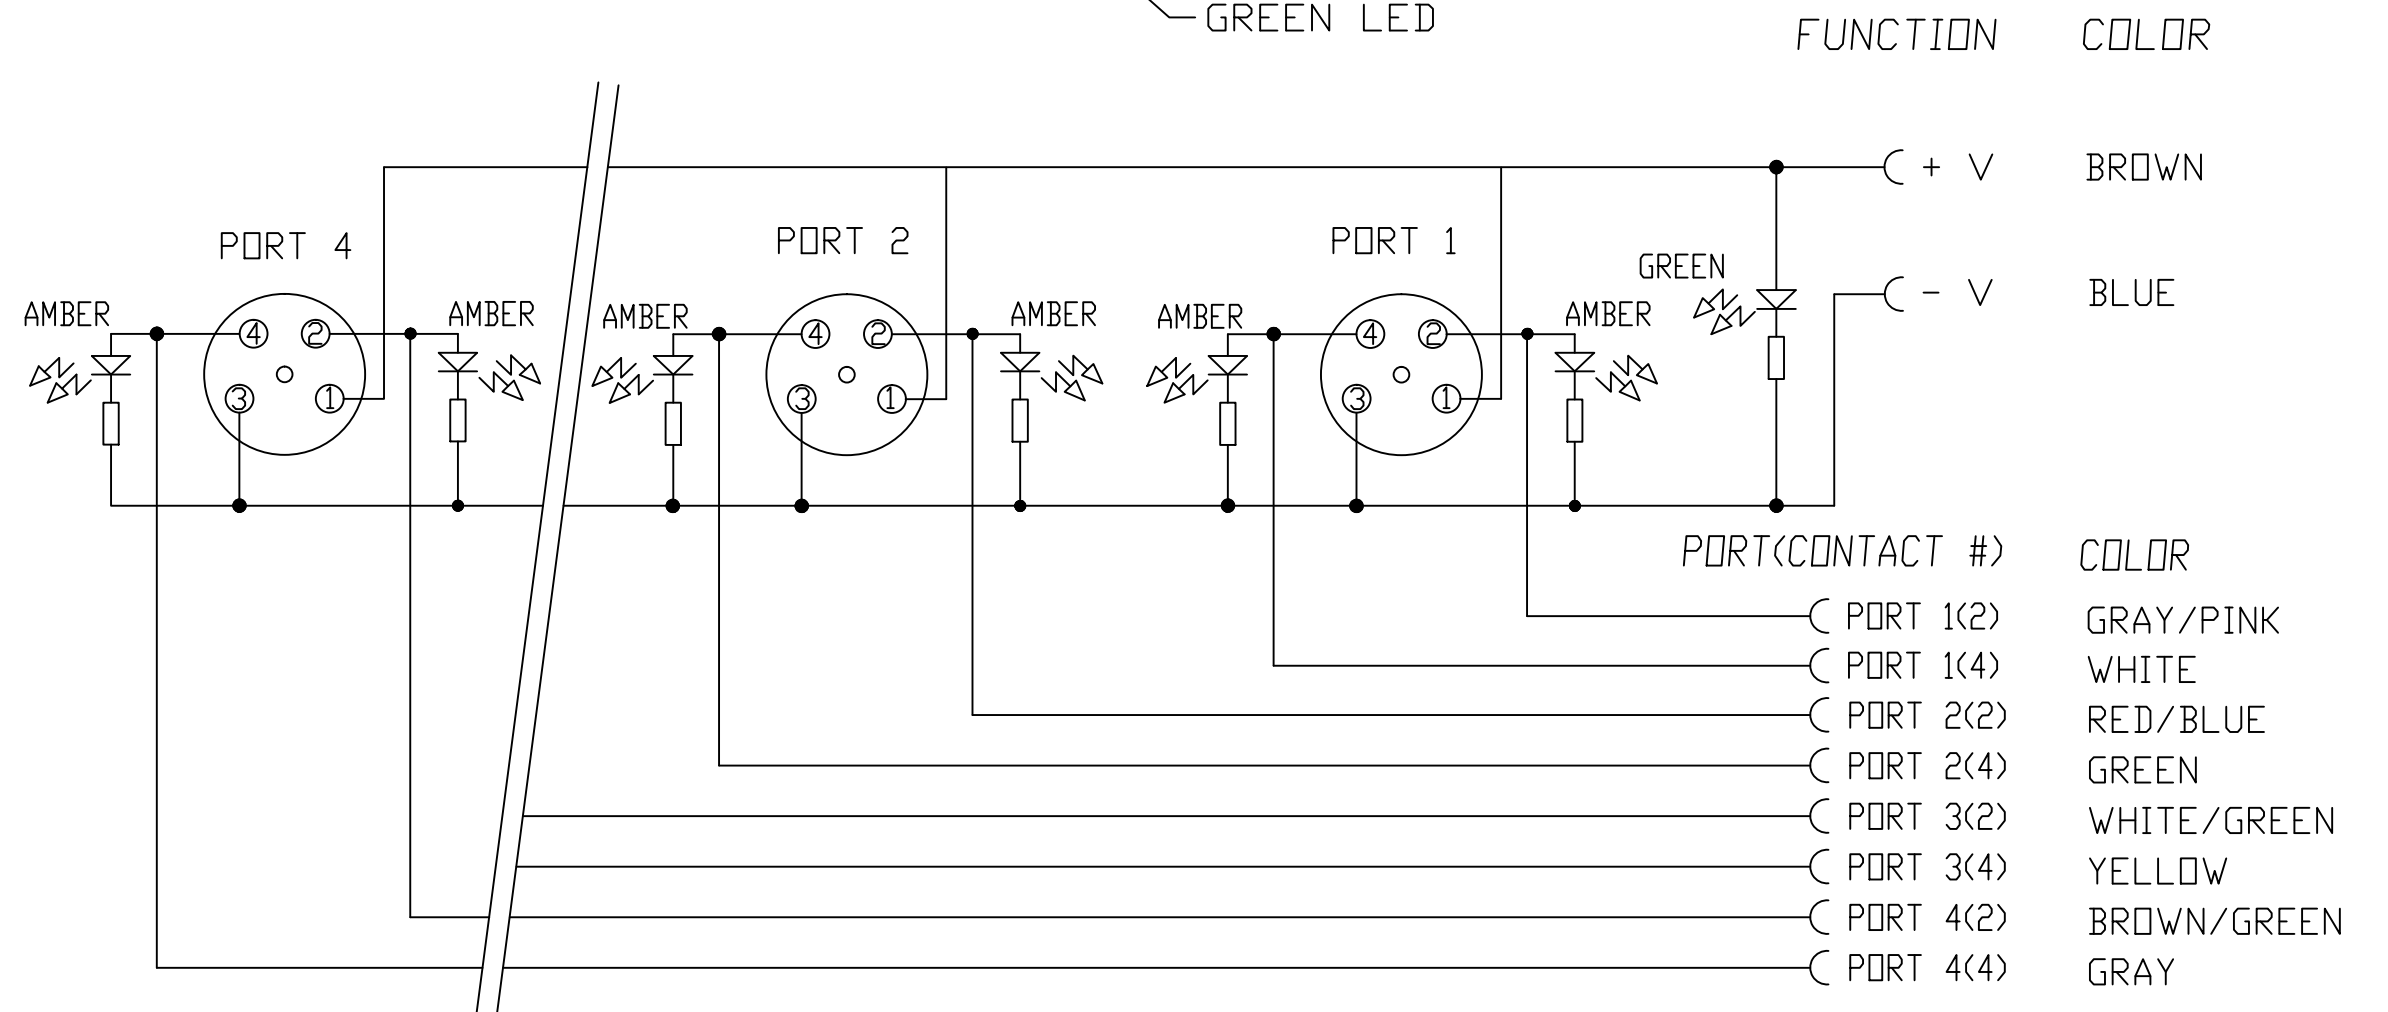 GREEN LED
FUNCTION COLOR
+ V BROWN
- V BLUE
PORT 4
PORT 2
PORT 1
GREEN
AMBER
AMBER
AMBER
AMBER
AMBER
AMBER
4 2
3 1
4 2
3 1
4 2
3 1
PORT(CONTACT #) COLOR
PORT 1(2) GRAY/PINK
PORT 1(4) WHITE
PORT 2(2) RED/BLUE
PORT 2(4) GREEN
PORT 3(2) WHITE/GREEN
PORT 3(4) YELLOW
PORT 4(2) BROWN/GREEN
PORT 4(4) GRAY